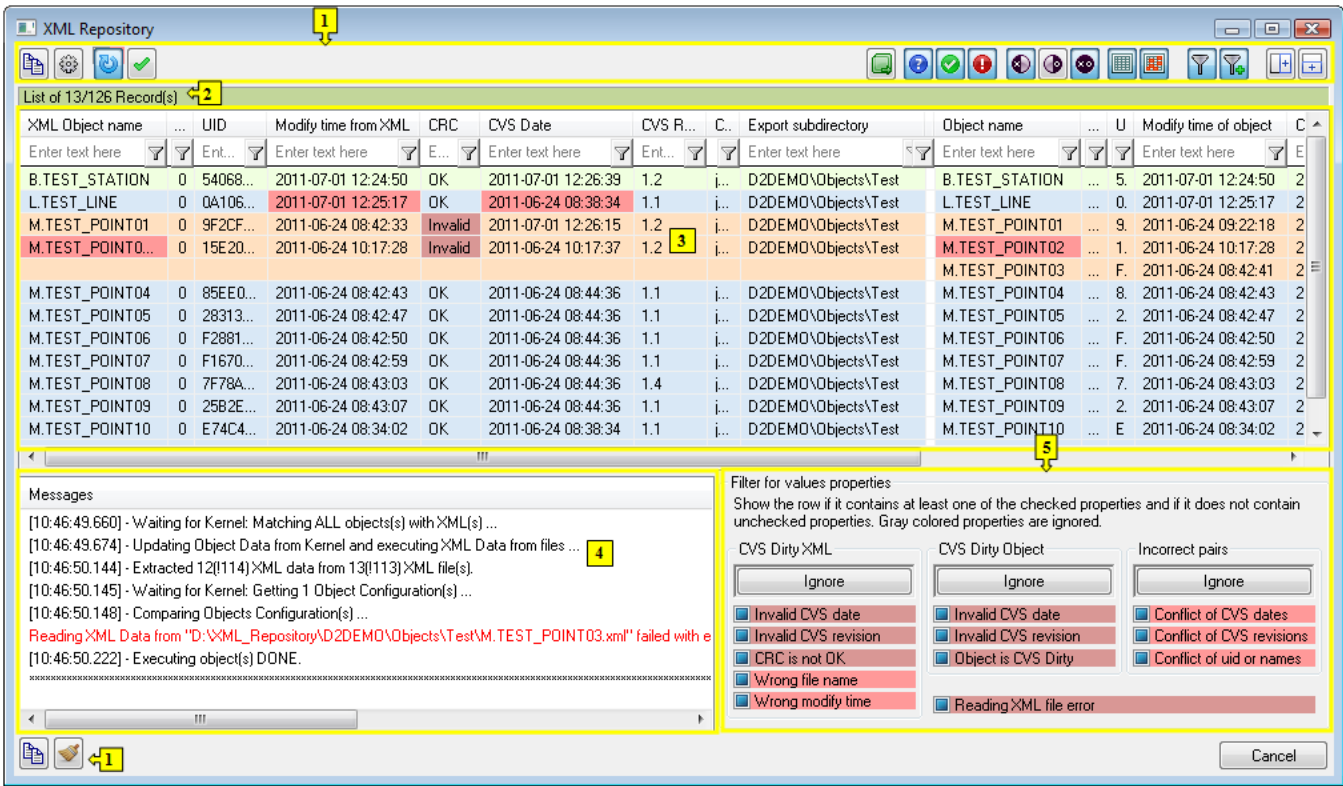 XML Repository
1
List of 13/126 Record(s) 2
XML Object name ... UID Modify time from XML CRC CVS Date CVS R... C.. Export subdirectory Object name ... U Modify time of object C
Enter text here Ent... Enter text here E... Enter text here Ent... Enter text here Enter text here Enter text here E
B.TEST_STATION 0 54068... 2011-07-01 12:24:50 OK 2011-07-01 12:26:39 1.2 j... D2DEMO\Objects\Test B.TEST_STATION ... 5. 2011-07-01 12:24:50 2
L.TEST_LINE 0 0A106... 2011-07-01 12:25:17 OK 2011-06-24 08:38:34 1.1 j... D2DEMO\Objects\Test L.TEST_LINE ... 0. 2011-07-01 12:25:17 2
M.TEST_POINT01 0 9F2CF... 2011-06-24 08:42:33 Invalid 2011-07-01 12:26:15 1.2 j... D2DEMO\Objects\Test M.TEST_POINT01 ... 9. 2011-06-24 09:22:18 2
M.TEST_POINT0... 0 15E20... 2011-06-24 10:17:28 Invalid 2011-06-24 10:17:37 1.2 3 j... D2DEMO\Objects\Test M.TEST_POINT02 ... 1. 2011-06-24 10:17:28 2
M.TEST_POINT03 ... F. 2011-06-24 08:42:41 2
M.TEST_POINT04 0 85EE0... 2011-06-24 08:42:43 OK 2011-06-24 08:44:36 1.1 j... D2DEMO\Objects\Test M.TEST_POINT04 ... 8. 2011-06-24 08:42:43 2
M.TEST_POINT05 0 28313... 2011-06-24 08:42:47 OK 2011-06-24 08:44:36 1.1 j... D2DEMO\Objects\Test M.TEST_POINT05 ... 2. 2011-06-24 08:42:47 2
M.TEST_POINT06 0 F2881... 2011-06-24 08:42:50 OK 2011-06-24 08:44:36 1.1 j... D2DEMO\Objects\Test M.TEST_POINT06 ... F. 2011-06-24 08:42:50 2
M.TEST_POINT07 0 F1670... 2011-06-24 08:42:59 OK 2011-06-24 08:44:36 1.1 j... D2DEMO\Objects\Test M.TEST_POINT07 ... F. 2011-06-24 08:42:59 2
M.TEST_POINT08 0 7F78A... 2011-06-24 08:43:03 OK 2011-06-24 08:44:36 1.4 j... D2DEMO\Objects\Test M.TEST_POINT08 ... 7. 2011-06-24 08:43:03 2
M.TEST_POINT09 0 25B2E... 2011-06-24 08:43:07 OK 2011-06-24 08:44:36 1.1 j... D2DEMO\Objects\Test M.TEST_POINT09 ... 2. 2011-06-24 08:43:07 2
M.TEST_POINT10 0 E74C4... 2011-06-24 08:34:02 OK 2011-06-24 08:38:34 1.1 j... D2DEMO\Objects\Test M.TEST_POINT10 ... E 2011-06-24 08:34:02 2
5
Messages
[10:46:49.660] - Waiting for Kernel: Matching ALL objects(s) with XML(s) ...
[10:46:49.674] - Updating Object Data from Kernel and executing XML Data from files ... 4
[10:46:50.144] - Extracted 12(!114) XML data from 13(!113) XML file(s).
[10:46:50.145] - Waiting for Kernel: Getting 1 Object Configuration(s) ...
[10:46:50.148] - Comparing Objects Configuration(s) ...
Reading XML Data from "D:\XML_Repository\D2DEMO\Objects\Test\M.TEST_POINT03.xml" failed with e
[10:46:50.222] - Executing object(s) DONE.
Filter for values properties
Show the row if it contains at least one of the checked properties and if it does not contain
unchecked properties. Gray colored properties are ignored.
CVS Dirty XML
Ignore
Invalid CVS date
Invalid CVS revision
CRC is not OK
Wrong file name
Wrong modify time
CVS Dirty Object
Ignore
Invalid CVS date
Invalid CVS revision
Object is CVS Dirty
Incorrect pairs
Ignore
Conflict of CVS dates
Conflict of CVS revisions
Conflict of uid or names
Reading XML file error
1
Cancel